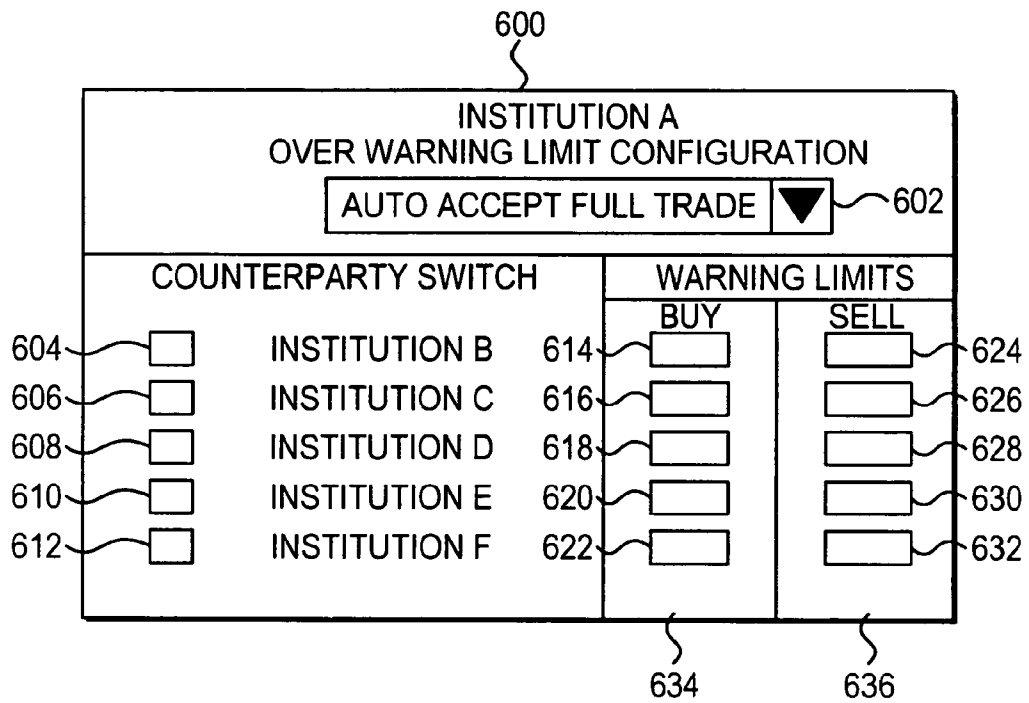 600
INSTITUTION A
OVER WARNING LIMIT CONFIGURATION
AUTO ACCEPT FULL TRADE 602
COUNTERPARTY SWITCH WARNING LIMITS
BUY SELL
604 INSTITUTION B 614 624
606 INSTITUTION C 616 626
608 INSTITUTION D 618 628
610 INSTITUTION E 620 630
612 INSTITUTION F 622 632
634 636